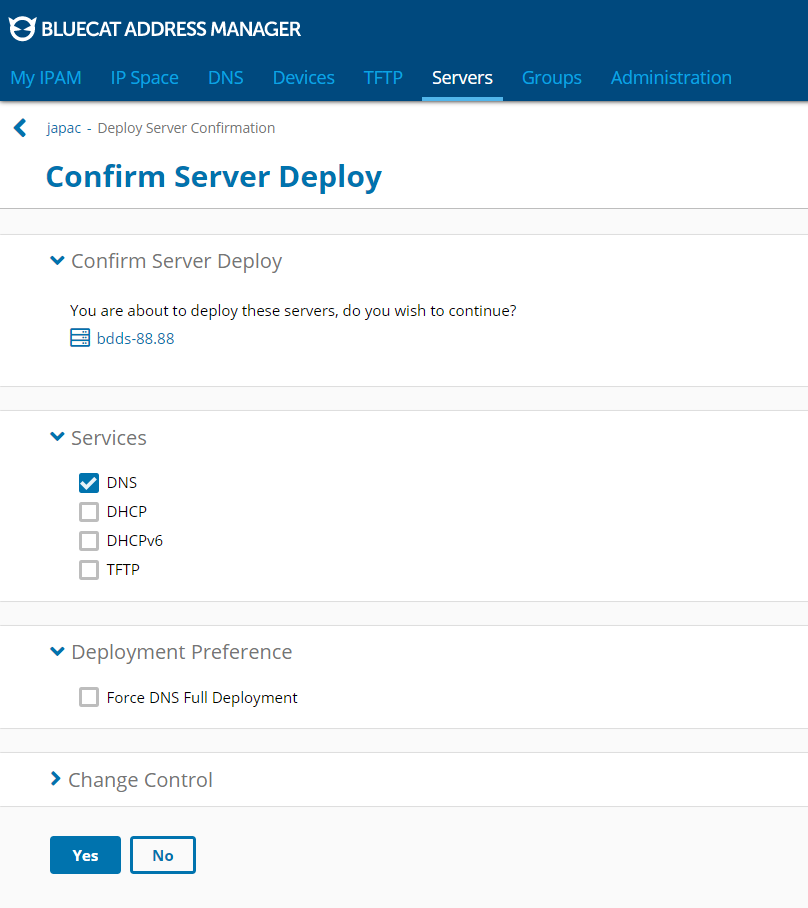 BLUECAT ADDRESS MANAGER
My IPAM IP Space DNS Devices TFTP Servers Groups Administration
japac - Deploy Server Confirmation
Confirm Server Deploy
Confirm Server Deploy
You are about to deploy these servers, do you wish to continue?
bdds-88.88
Services
DNS
DHCP
DHCPv6
TFTP
Deployment Preference
Force DNS Full Deployment
Change Control
Yes No